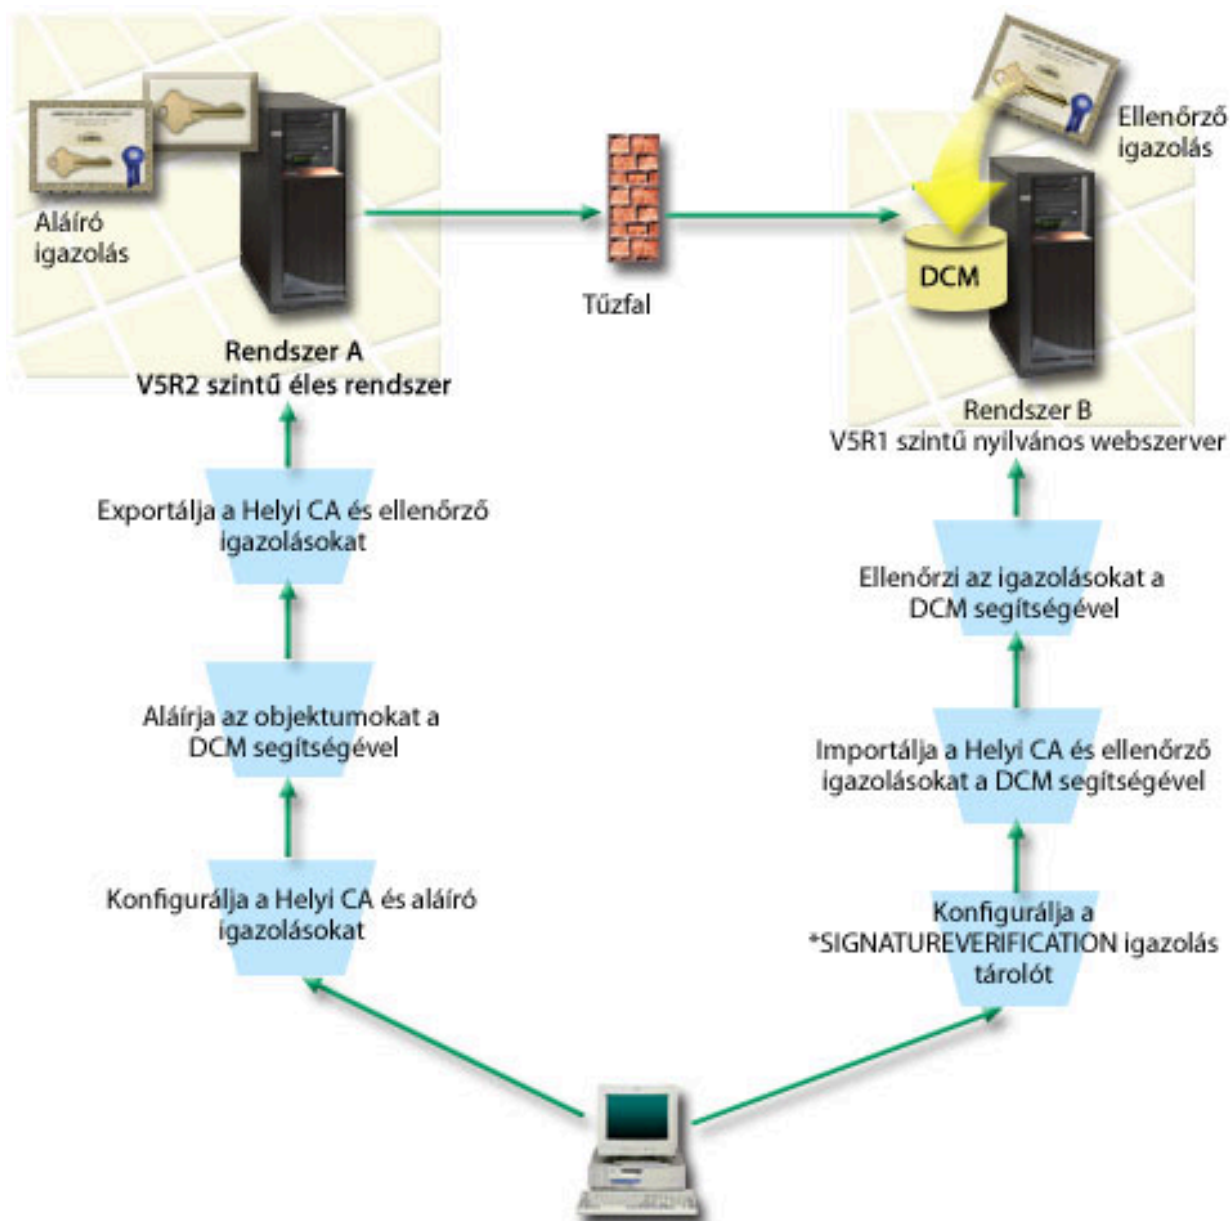 Aláíró
igazolás
Ellenőrző
igazolás
Tűzfal
DCM
Rendszer A
V5R2 szintű éles rendszer
Rendszer B
V5R1 szintű nyilvános webszerver
Exportálja a Helyi CA és ellenőrző
igazolásokat
Aláírja az objektumokat a
DCM segítségével
Konfigurálja a Helyi CA és aláíró
igazolásokat
Ellenőrzi az igazolásokat a
DCM segítségével
Importálja a Helyi CA és ellenőrző
igazolásokat a DCM segítségével
Konfigurálja a
*SIGNATUREVERIFICATION igazolás
tárolót